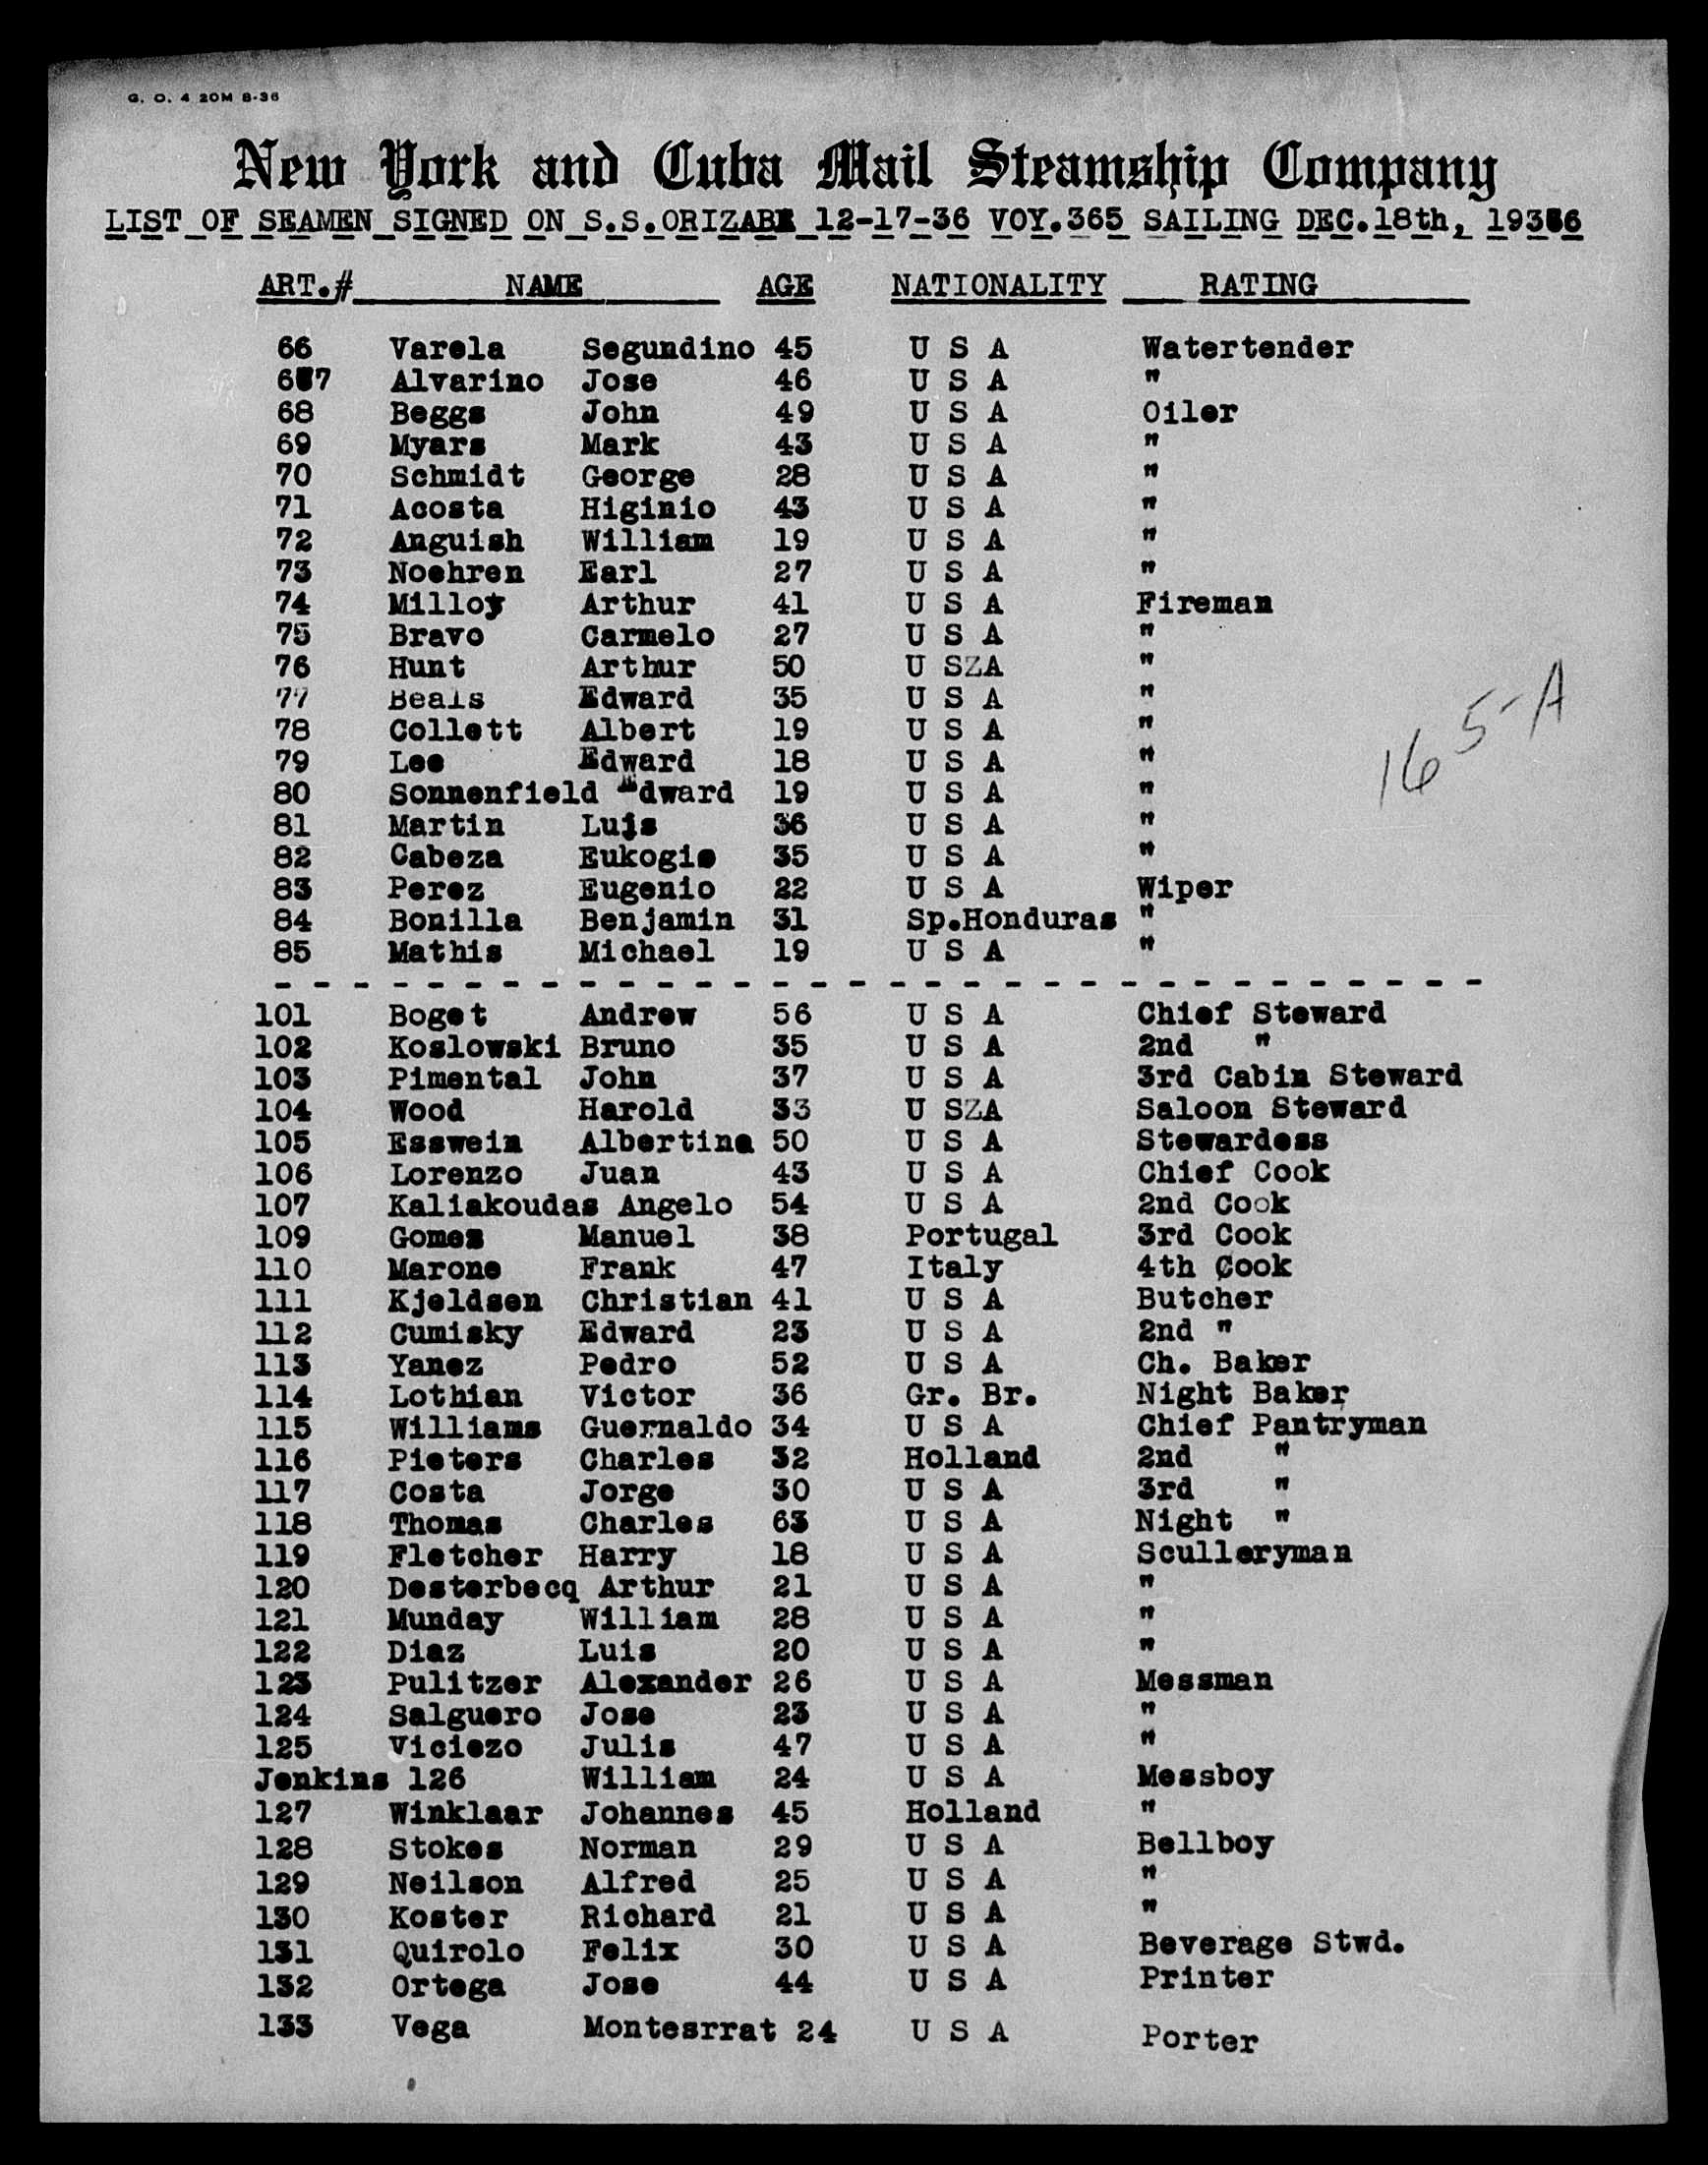 G. O. 4 20M 8-36
New York and Cuba Mail Steamship Company
LIST OF SEAMEN SIGNED ON S.S.ORIZABA 12-17-36 VOY.365 SAILING DEC.18th, 1936
ART.# NAME AGE NATIONALITY RATING
66 Varela Segundino 45 U S A Watertender
67 Alvarino Jose 46 U S A "
68 Beggs John 49 U S A Oiler
69 Myars Mark 43 U S A "
70 Schmidt George 28 U S A "
71 Acosta Higinio 43 U S A "
72 Anguish William 19 U S A "
73 Noehren Earl 27 U S A "
74 Milloy Arthur 41 U S A Fireman
75 Bravo Carmelo 27 U S A "
76 Hunt Arthur 50 U SZA "
77 Beals Edward 35 U S A "
78 Collett Albert 19 U S A "
79 Lee Edward 18 U S A "
80 Sonnenfield Edward 19 U S A "
81 Martin Luis 36 U S A "
82 Cabeza Eukogio 35 U S A "
83 Perez Eugenio 22 U S A Wiper
84 Bonilla Benjamin 31 Sp.Honduras "
85 Mathis Michael 19 U S A "
- - - - - - - - - - - - - - - - - - - - - - - - - - - - - - - -
101 Boget Andrew 56 U S A Chief Steward
102 Koslowski Bruno 35 U S A 2nd "
103 Pimental John 37 U S A 3rd Cabin Steward
104 Wood Harold 33 U SZA Saloon Steward
105 Esswein Albertina 50 U S A Stewardess
106 Lorenzo Juan 43 U S A Chief Cook
107 Kaliakoudas Angelo 54 U S A 2nd Cook
109 Gomes Manuel 38 Portugal 3rd Cook
110 Marone Frank 47 Italy 4th Cook
111 Kjeldsen Christian 41 U S A Butcher
112 Cumisky Edward 23 U S A 2nd "
113 Yanez Pedro 52 U S A Ch. Baker
114 Lothian Victor 36 Gr. Br. Night Baker
115 Williams Guernaldo 34 U S A Chief Pantryman
116 Pieters Charles 32 Holland 2nd "
117 Costa Jorge 30 U S A 3rd "
118 Thomas Charles 63 U S A Night "
119 Fletcher Harry 18 U S A Sculleryman
120 Desterbecq Arthur 21 U S A "
121 Munday William 28 U S A "
122 Diaz Luis 20 U S A "
123 Pulitzer Alexander 26 U S A Messman
124 Salguero Jose 23 U S A "
125 Viciezo Julis 47 U S A "
Jenkins 126 William 24 U S A Messboy
127 Winklaar Johannes 45 Holland "
128 Stokes Norman 29 U S A Bellboy
129 Neilson Alfred 25 U S A "
130 Koster Richard 21 U S A "
131 Quirolo Felix 30 U S A Beverage Stwd.
132 Ortega Jose 44 U S A Printer
133 Vega Montesrrat 24 U S A Porter
165-A